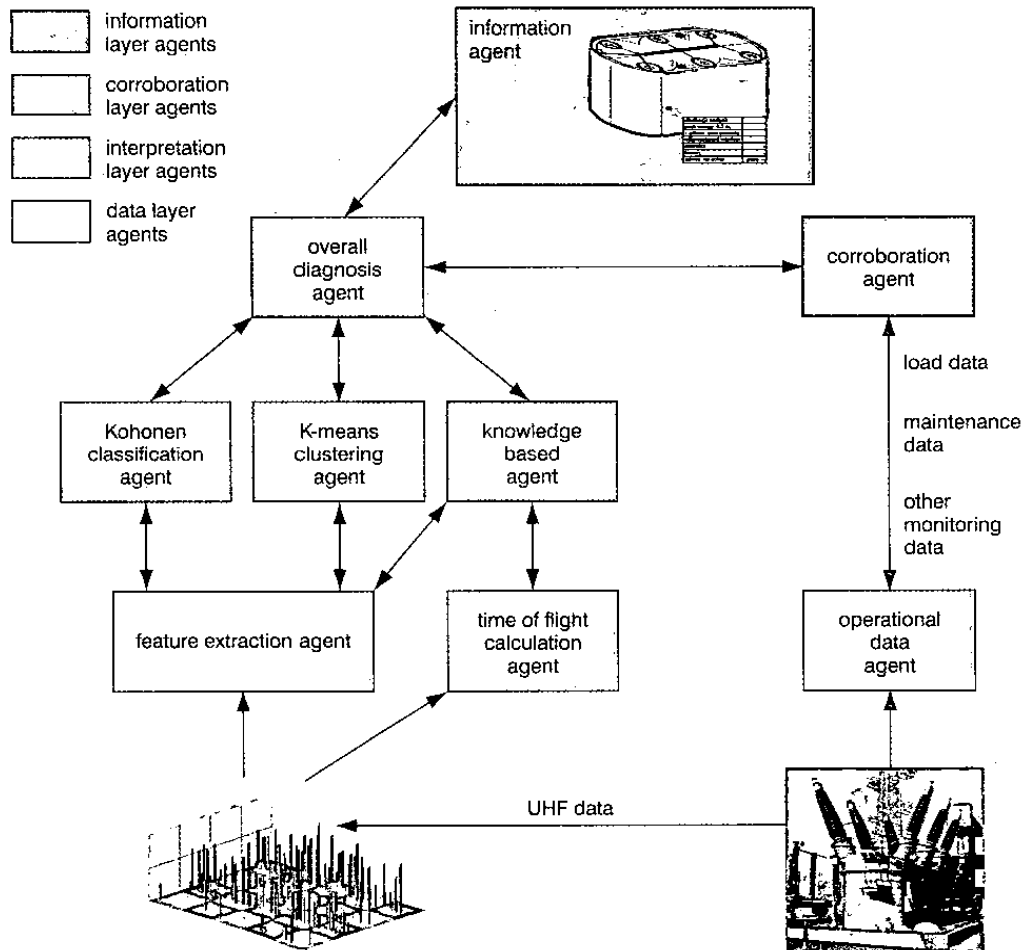 information
layer agents
corroboration
layer agents
interpretation
layer agents
data layer
agents
information
agent
overall
diagnosis
agent
corroboration
agent
load data
maintenance
data
other
monitoring
data
Kohonen
classification
agent
K-means
clustering
agent
knowledge
based
agent
feature extraction agent
time of flight
calculation
agent
operational
data
agent
UHF data